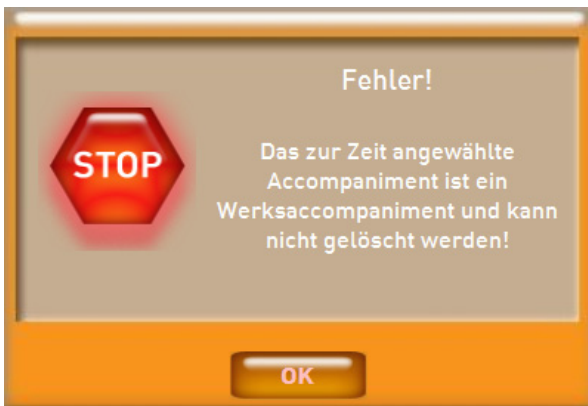 Fehler!
STOP
Das zur Zeit angewählte
Accompaniment ist ein
Werksaccompaniment und kann
nicht gelöscht werden!
OK